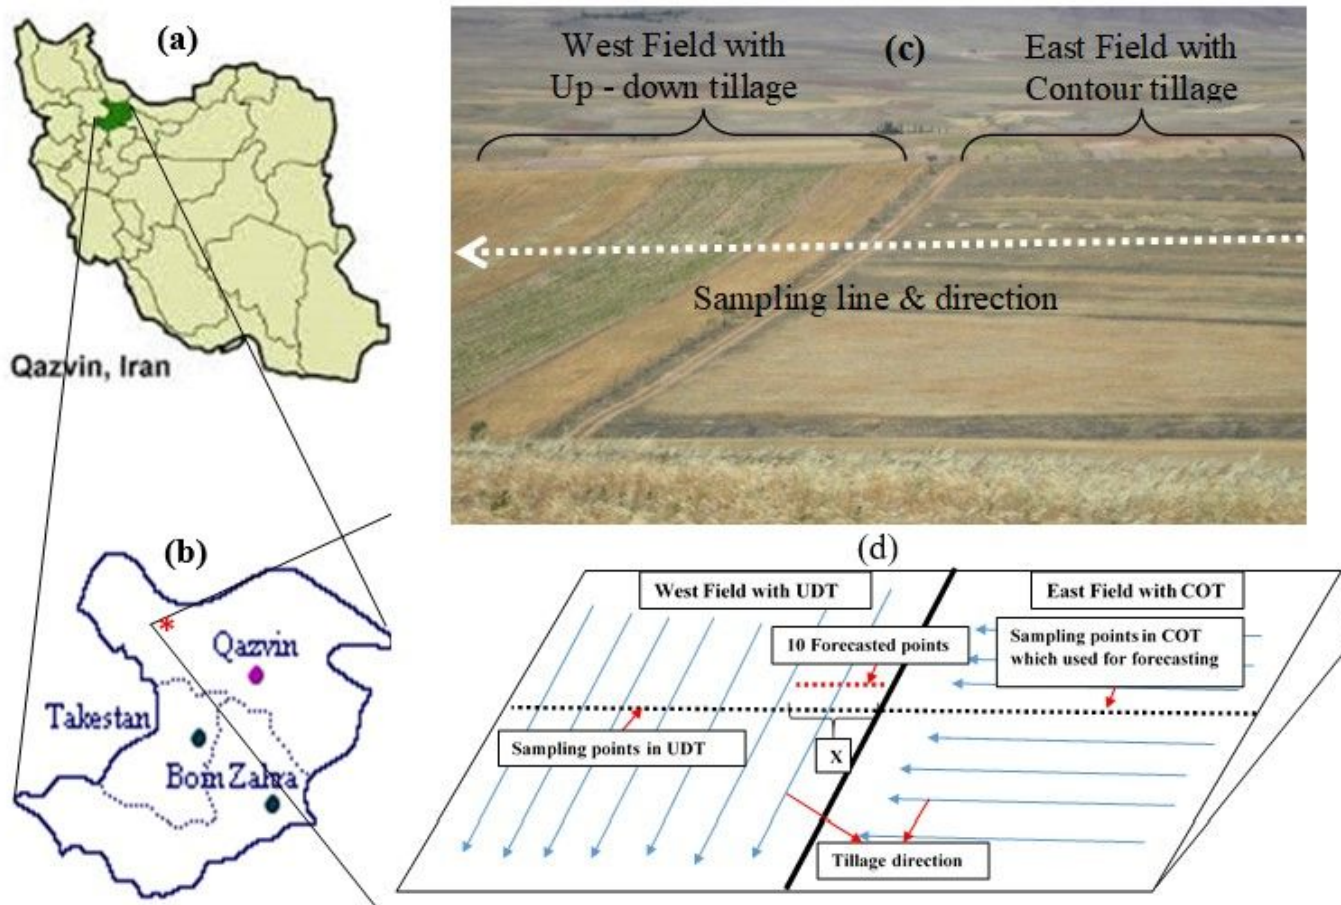 (a)
Qazvin, Iran
(b)
*
Qazvin
Takestan
Boin Zahra
West Field with
Up - down tillage
(c)
East Field with
Contour tillage
Sampling line & direction
(d)
West Field with UDT
East Field with COT
10 Forecasted points
Sampling points in COT
which used for forecasting
Sampling points in UDT
X
Tillage direction